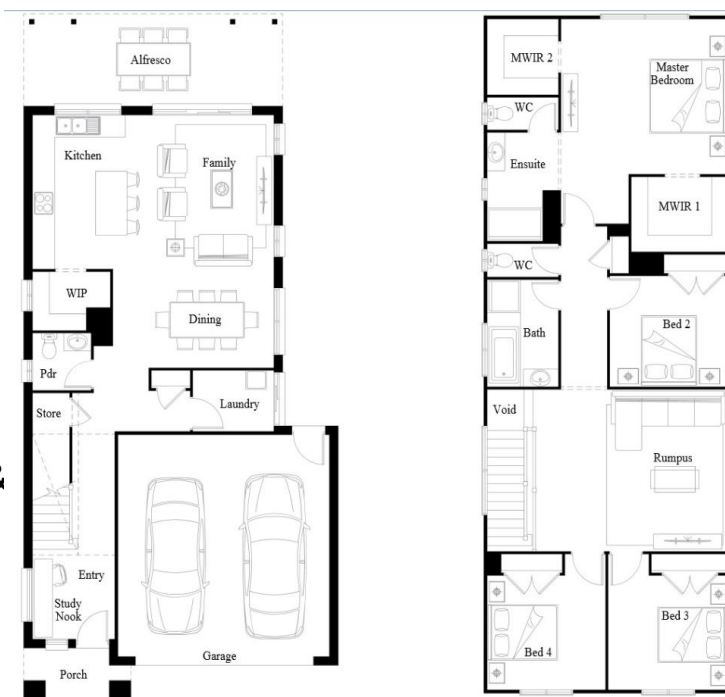 Alfresco
Kitchen
Family
WIP
Dining
Pdr
Store
Laundry
Entry
Study
Nook
Garage
Porch
MWIR 2
Master
Bedroom
WC
Ensuite
MWIR 1
WC
Bath
Bed 2
Void
Rumpus
Bed 3
Bed 4